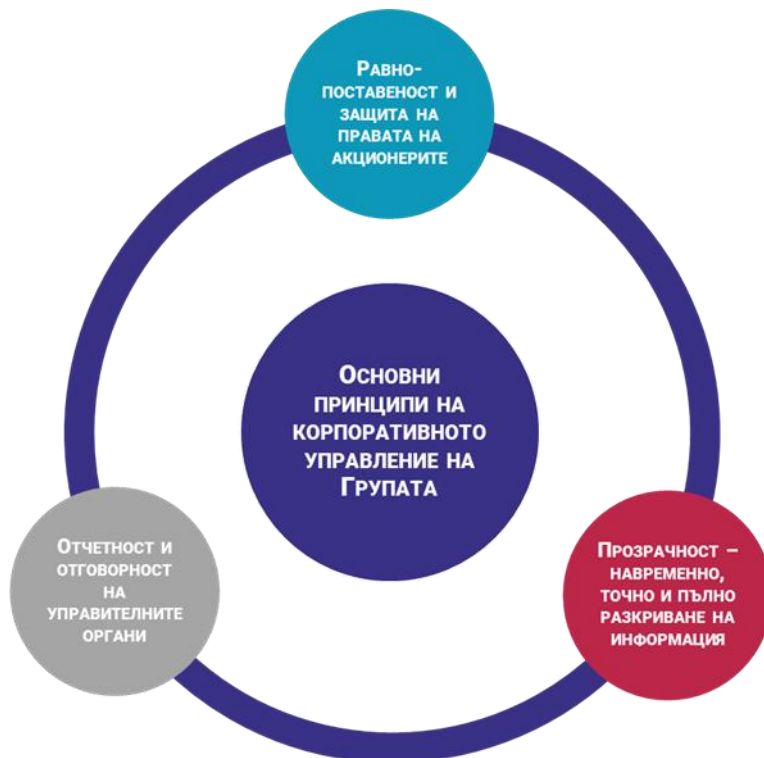 Равно-
поставеност и
защита на
правата на
акционерите
Основни
принципи на
корпоративното
управление на
Групата
Отчетност и
отговорност
на
управителните
органи
Прозрачност –
навременно,
точно и пълно
разкриване на
информация